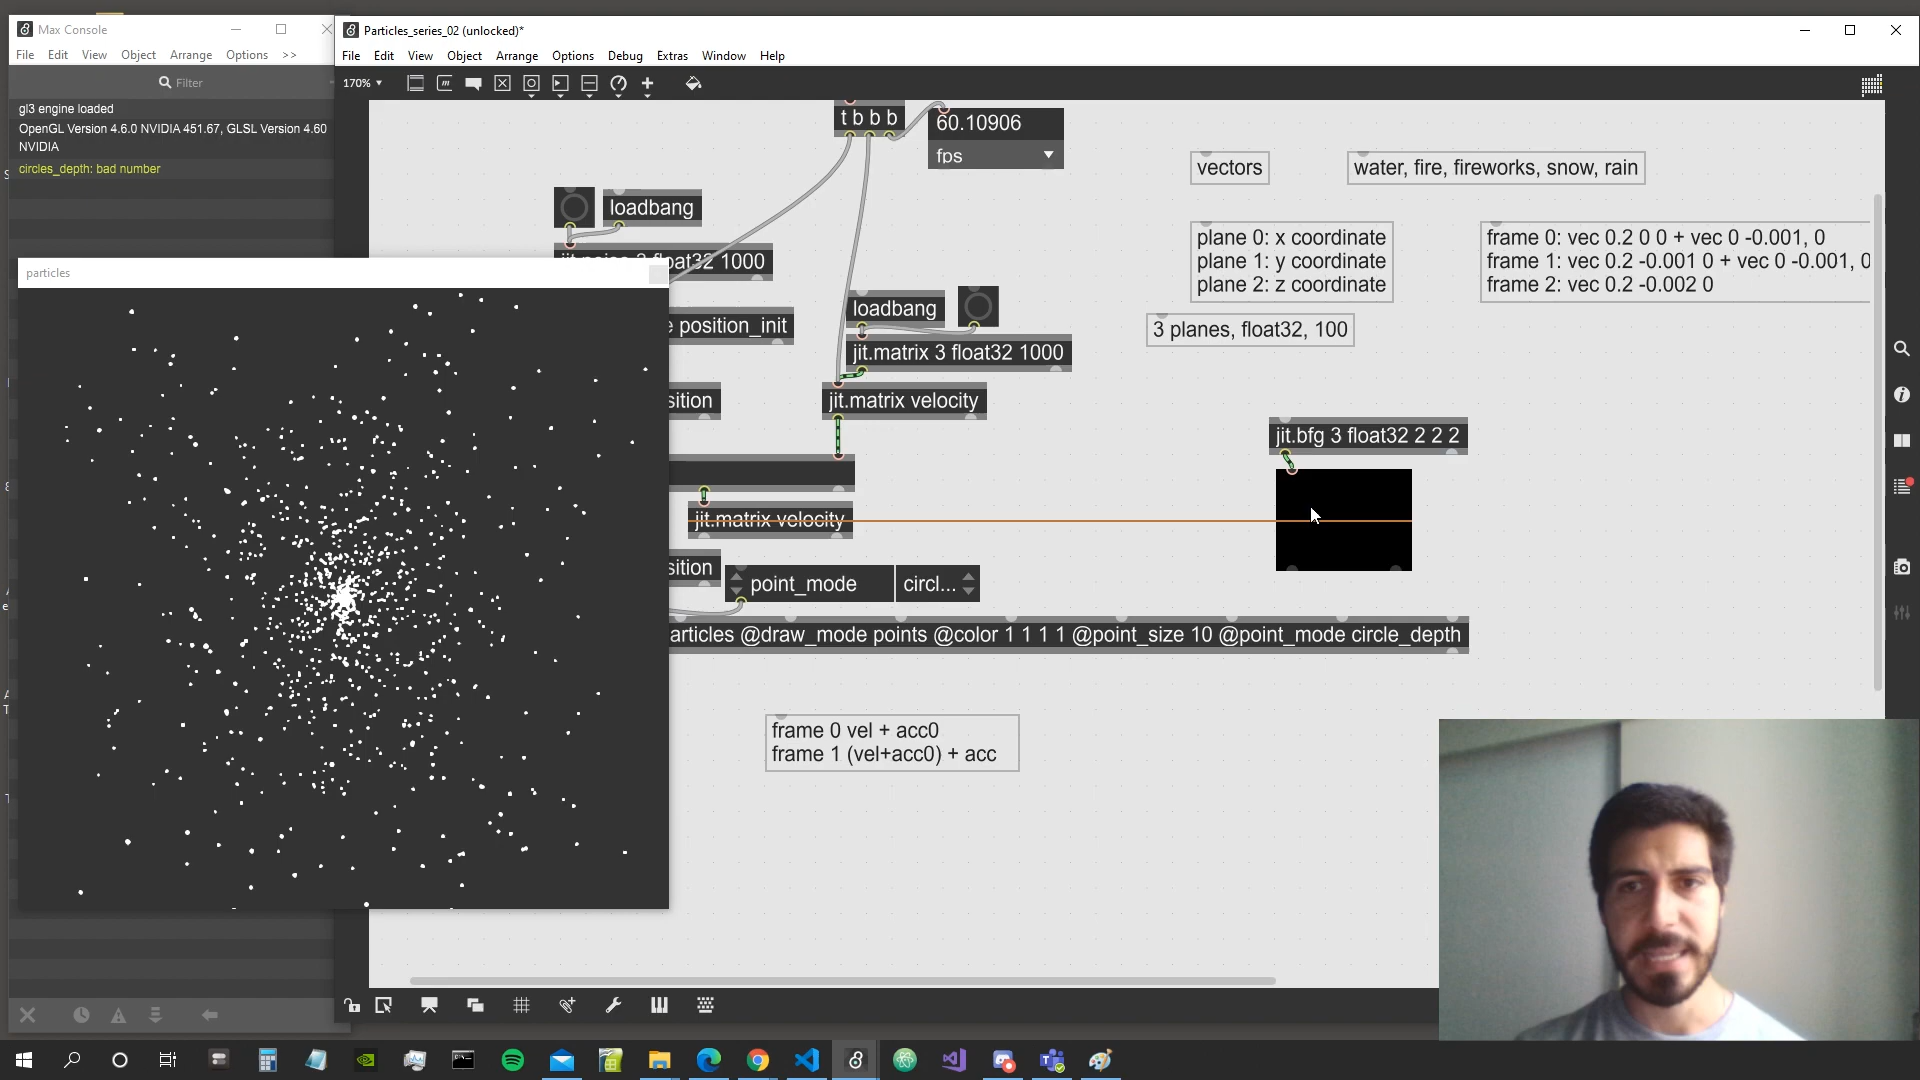 Max Console
File Edit View Object Arrange Options >>
Filter
gl3 engine loaded
OpenGL Version 4.6.0 NVIDIA 451.67, GLSL Version 4.60
NVIDIA
circles_depth: bad number
Particles_series_02 (unlocked)*
File Edit View Object Arrange Options Debug Extras Window Help
170%
t b b b
60.10906
fps
vectors
water, fire, fireworks, snow, rain
loadbang
float32 1000
plane 0: x coordinate
plane 1: y coordinate
plane 2: z coordinate
frame 0: vec 0.2 0 0 + vec 0 -0.001, 0
frame 1: vec 0.2 -0.001 0 + vec 0 -0.001, 0
frame 2: vec 0.2 -0.002 0
particles
loadbang
position_init
3 planes, float32, 100
jit.matrix 3 float32 1000
sition
jit.matrix velocity
jit.bfg 3 float32 2 2 2
jit.matrix velocity
sition
point_mode
circl...
articles @draw_mode points @color 1 1 1 1 @point_size 10 @point_mode circle_depth
frame 0 vel + acc0
frame 1 (vel+acc0) + acc